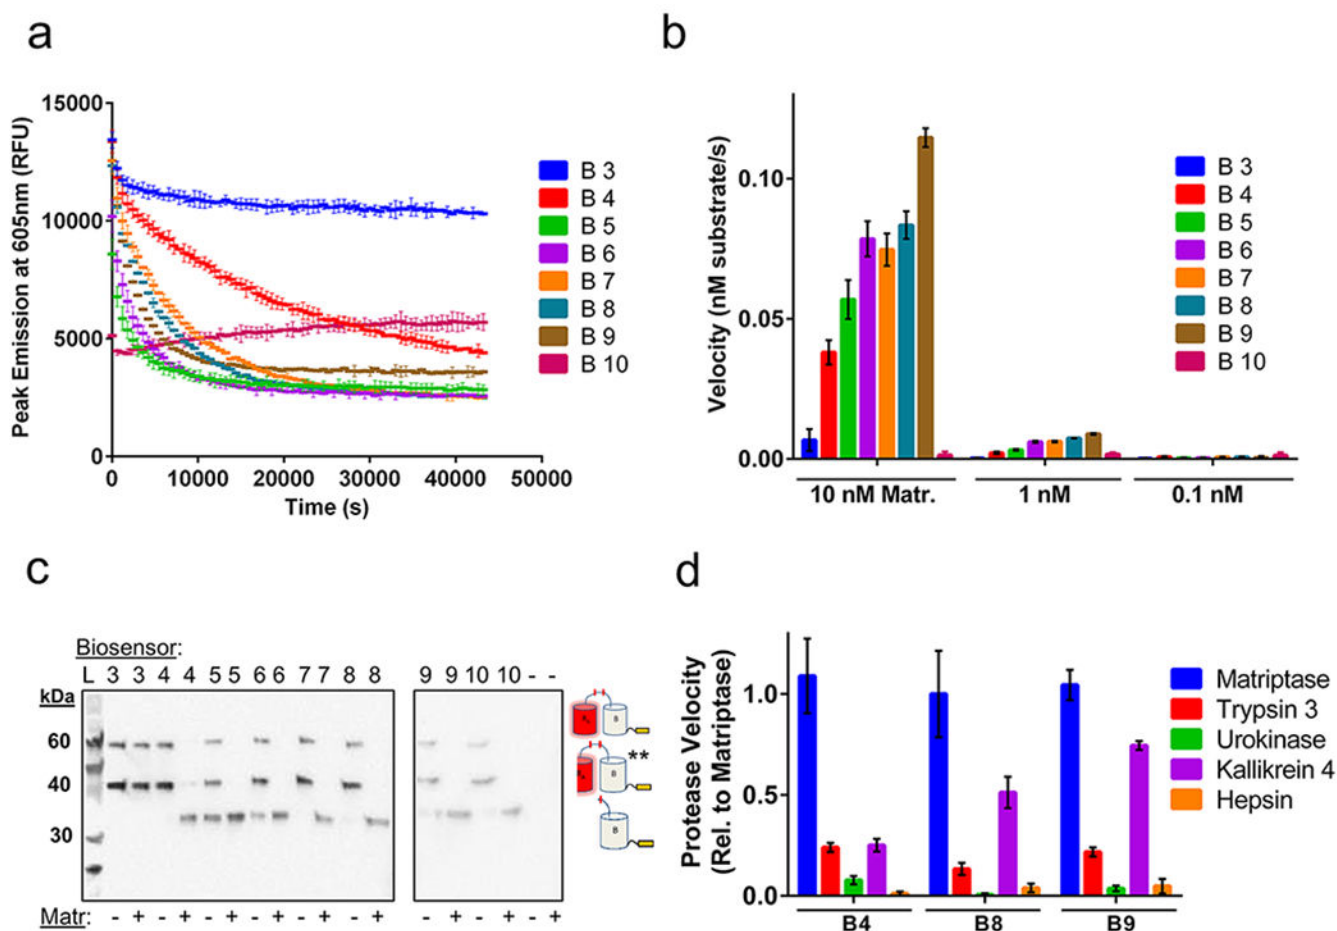 a
15000
10000
5000
0
Peak Emission at 605nm (RFU)
0 10000 20000 30000 40000 50000
Time (s)
B 3
B 4
B 5
B 6
B 7
B 8
B 9
B 10
b
0.10
0.05
0.00
Velocity (nM substrate/s)
10 nM Matr. 1 nM 0.1 nM
B 3
B 4
B 5
B 6
B 7
B 8
B 9
B 10
c
Biosensor:
L 3 3 4 4 5 5 6 6 7 7 8 8 9 9 10 10 - -
kDa
60
40
30
Matr: - + - + - + - + - + - + - + - + - +
B
B
**
B
d
1.0
0.5
0.0
Protease Velocity
(Rel. to Matriptase)
B4 B8 B9
Matriptase
Trypsin 3
Urokinase
Kallikrein 4
Hepsin